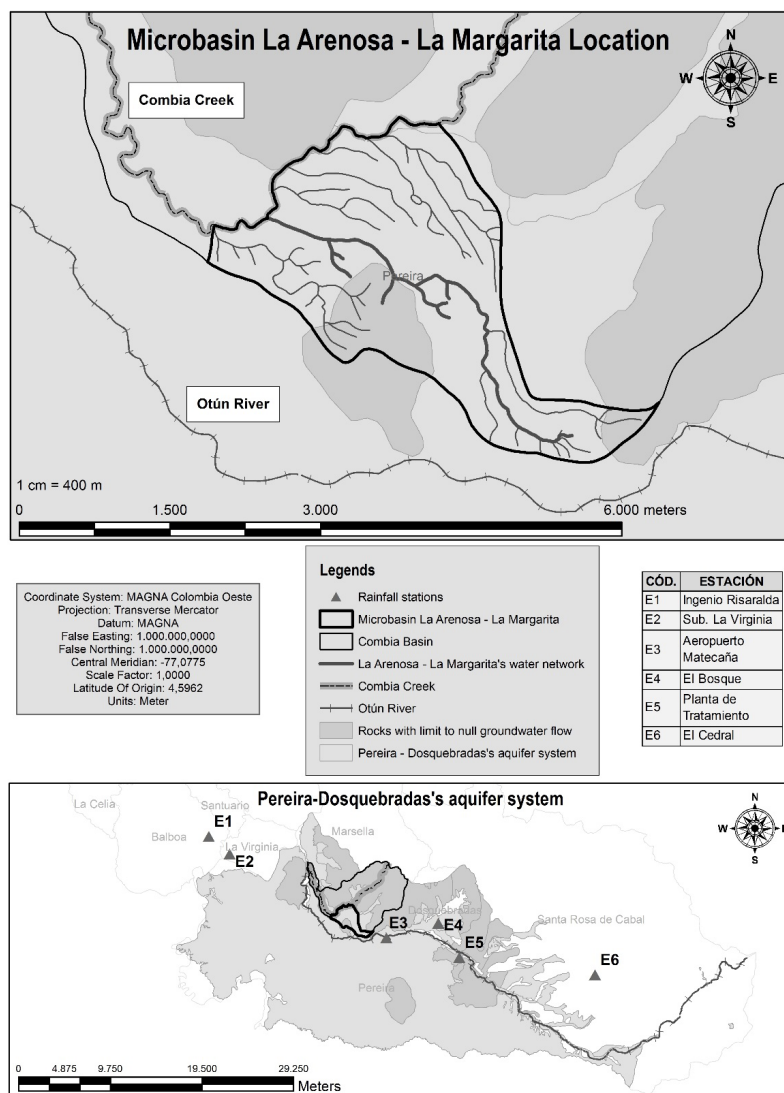 Microbasin La Arenosa - La Margarita Location
N
W
E
S
Combia Creek
Pereira
Otún River
1 cm = 400 m
0
1.500
3.000
6.000 meters
Coordinate System: MAGNA Colombia Oeste
Projection: Transverse Mercator
Datum: MAGNA
False Easting: 1.000.000,0000
False Northing: 1.000.000,0000
Central Meridian: -77,0775
Scale Factor: 1,0000
Latitude Of Origin: 4,5962
Units: Meter
Legends
Rainfall stations
Microbasin La Arenosa - La Margarita
Combia Basin
La Arenosa - La Margarita's water network
Combia Creek
Otún River
Rocks with limit to null groundwater flow
Pereira - Dosquebradas's aquifer system
CÓD. ESTACIÓN
E1 Ingenio Risaralda
E2 Sub. La Virginia
E3 Aeropuerto
Matecaña
E4 El Bosque
E5 Planta de
Tratamiento
E6 El Cedral
Pereira-Dosquebradas's aquifer system
La Celia
Santuario
E1
Balboa
La Virginia
E2
Marsella
N
W
E
S
Dosquebradas
E3
E4
E5
Santa Rosa de Cabal
E6
Pereira
0
4.875
9.750
19.500
29.250
Meters